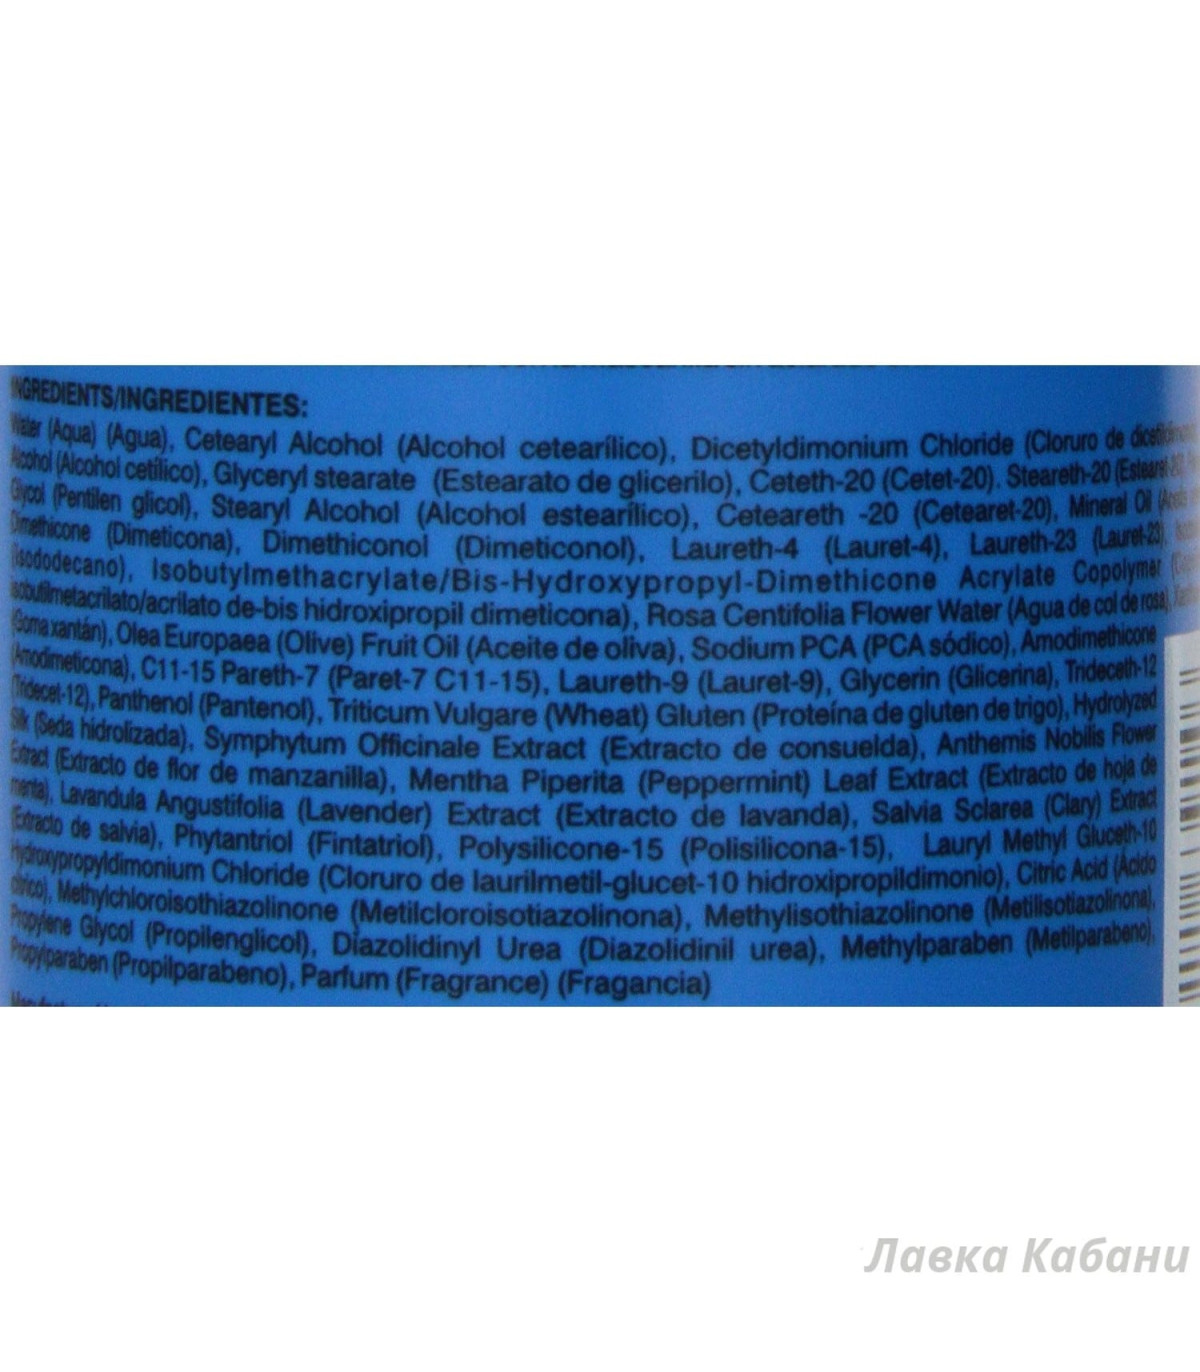 INGREDIENTS/INGREDIENTES:
Water (Aqua) (Agua), Cetearyl Alcohol (Alcohol cetearílico), Dicetyldimonium Chloride (Cloruro de
Alcohol (Alcohol cetílico), Glyceryl stearate (Estearato de glicerilo), Ceteth-20 (Cetet-20). Steareth-20 (Estearet-20),
Glycol (Pentilen glicol), Stearyl Alcohol (Alcohol estearílico), Ceteareth -20 (Cetearet-20), Mineral Oil
Dimethicone (Dimeticona), Dimethiconol (Dimeticonol), Laureth-4 (Lauret-4), Laureth-23 (Lauret-23),
(Isododecano), Isobutylmethacrylate/Bis-Hydroxypropyl-Dimethicone Acrylate Copolymer
isobutilmetacrilato/acrilato de-bis hidroxipropil dimeticona), Rosa Centifolia Flower Water (Agua de col de rosa),
(Goma xantán), Olea Europaea (Olive) Fruit Oil (Aceite de oliva), Sodium PCA (PCA sódico), Amodimethicone
(Amodimeticona), C11-15 Pareth-7 (Paret-7 C11-15), Laureth-9 (Lauret-9), Glycerin (Glicerina), Trideceth-12
(Tridecet-12), Panthenol (Pantenol), Triticum Vulgare (Wheat) Gluten (Proteína de gluten de trigo), Hydrolyzed
Silk (Seda hidrolizada), Symphytum Officinale Extract (Extracto de consuelda), Anthemis Nobilis Flower
Extract (Extracto de flor de manzanilla), Mentha Piperita (Peppermint) Leaf Extract (Extracto de hoja de
menta), Lavandula Angustifolia (Lavender) Extract (Extracto de lavanda), Salvia Sclarea (Clary) Extract
(Extracto de salvia), Phytantriol (Fintatriol), Polysilicone-15 (Polisilicona-15), Lauryl Methyl Gluceth-10
Hydroxypropyldimonium Chloride (Cloruro de laurilmetil-glucet-10 hidroxipropildimonio), Citric Acid (Ácido
cítrico), Methylchloroisothiazolinone (Metilcloroisotiazolinona), Methylisothiazolinone (Metilisotiazolinona),
Propylene Glycol (Propilenglicol), Diazolidinyl Urea (Diazolidinil urea), Methylparaben (Metilparabeno),
Propylparaben (Propilparabeno), Parfum (Fragrance) (Fragancia)
Лавка Кабани